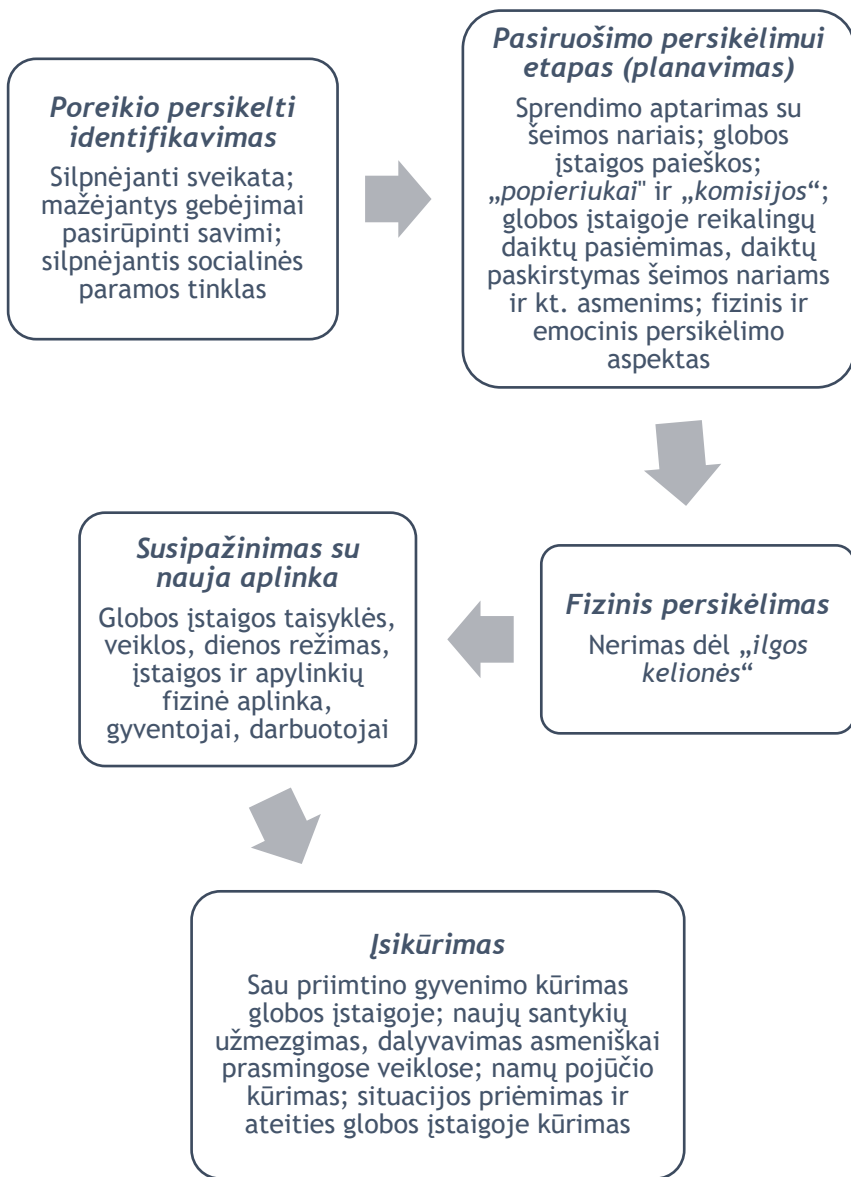 Poreikio persikelti
identifikavimas
Silpnėjanti sveikata;
mažėjantys gebėjimai
pasirūpinti savimi;
silpnėjantis socialinės
paramos tinklas
Pasiruošimo persikėlimui
etapas (planavimas)
Sprendimo aptarimas su
šeimos nariais; globos
įstaigos paieškos;
„popieriukai" ir „komisijos“;
globos įstaigoje reikalingų
daiktų pasiėmimas, daiktų
paskirstymas šeimos nariams
ir kt. asmenims; fizinis ir
emocinis persikėlimo
aspektas
Fizinis persikėlimas
Nerimas dėl „ilgos
kelionės“
Susipažinimas su
nauja aplinka
Globos įstaigos taisyklės,
veiklos, dienos režimas,
įstaigos ir apylinkių
fizinė aplinka,
gyventojai, darbuotojai
Įsikūrimas
Sau priimtino gyvenimo kūrimas
globos įstaigoje; naujų santykių
užmezgimas, dalyvavimas asmeniškai
prasmingose veiklose; namų pojūčio
kūrimas; situacijos priėmimas ir
ateities globos įstaigoje kūrimas